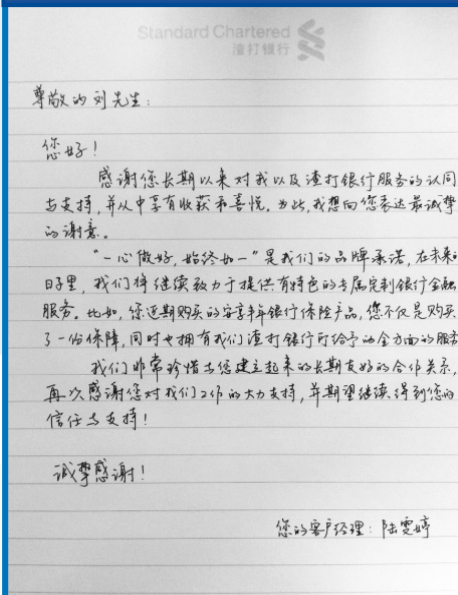 Standard Chartered
渣打银行
尊敬的刘先生：
您好！
感谢您长期以来对我以及渣打银行服务的认同
与支持，并从中享有收获和喜悦。为此，我想向您表达最诚挚
的谢意。
“一心做好，始终如一”是我们的品牌承诺，在未来的
日子里，我们将继续致力于提供有特色的专属定制银行金融
服务。比如，您近期购买的安享丰年银行保险产品，您不仅是购买
了一份保障，同时也拥有我们渣打银行所给予的全方面的服务
我们非常珍惜与您建立起来的长期友好的合作关系，
再次感谢您对我们工作的大力支持，并期望继续得到您的
信任与支持！
诚挚感谢！
您的客户经理：陆雯婷